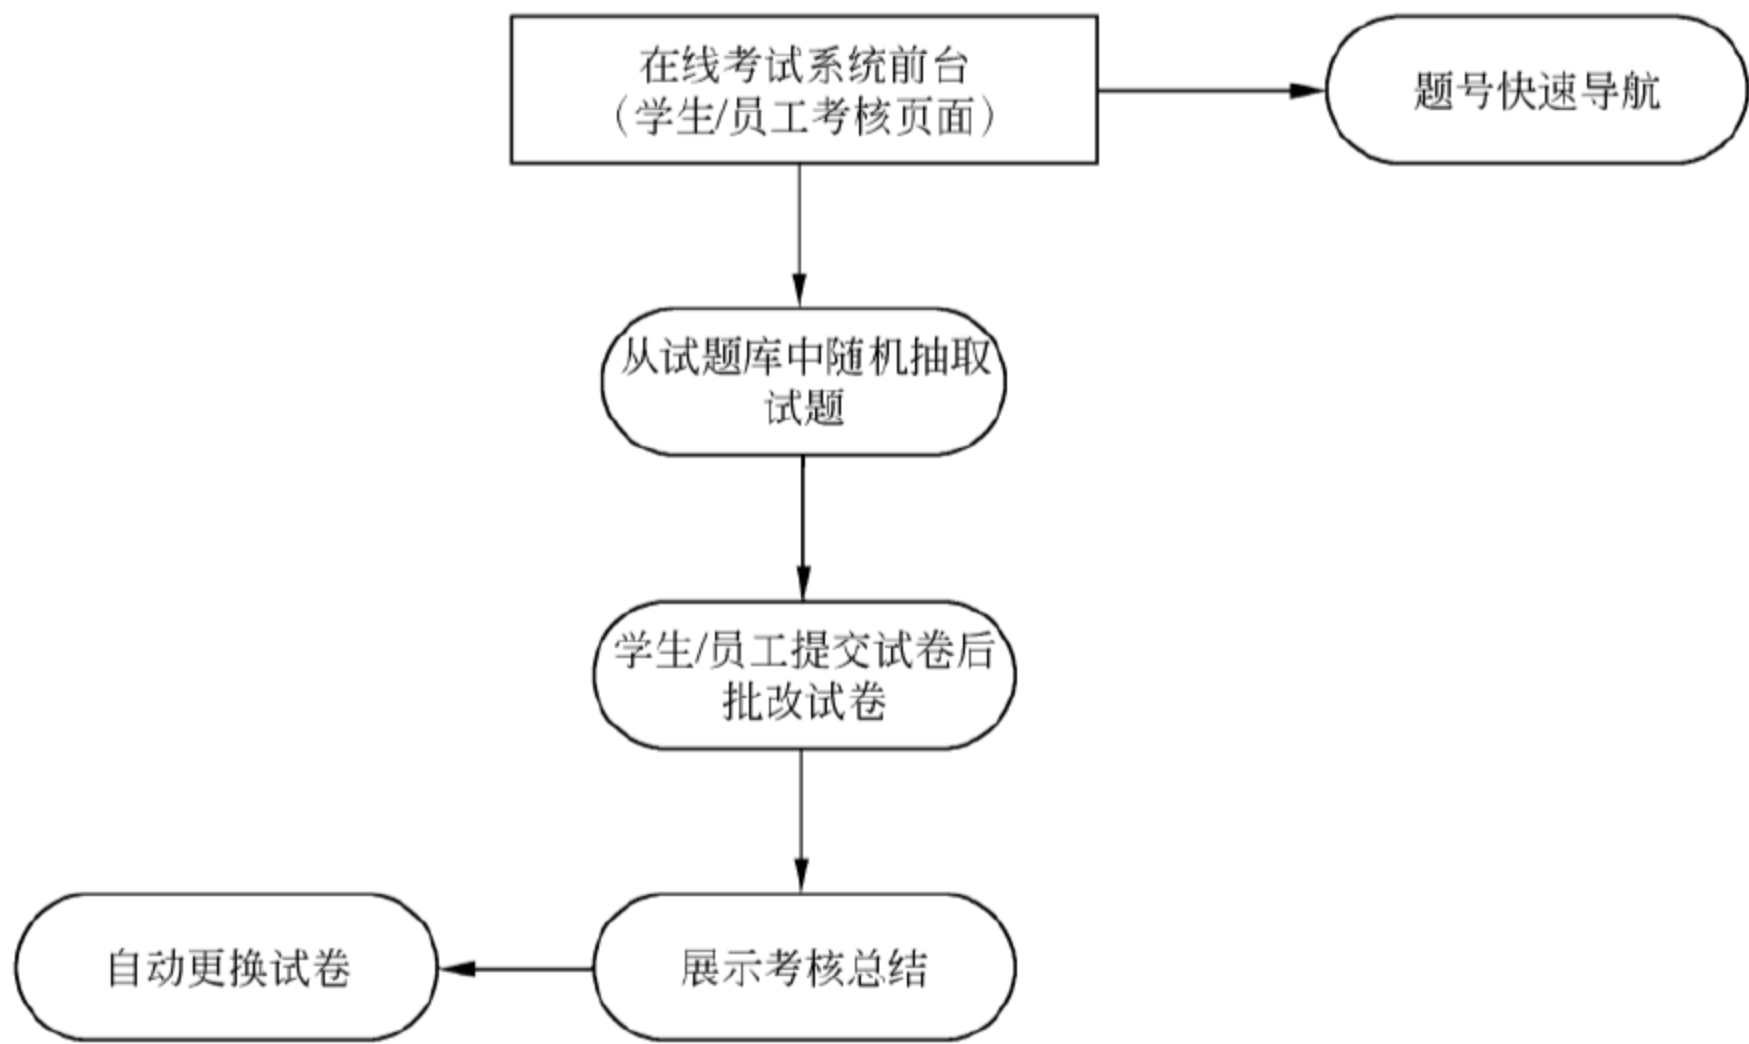 在线考试系统前台
（学生/员工考核页面）
题号快速导航
从试题库中随机抽取
试题
学生/员工提交试卷后
批改试卷
自动更换试卷
展示考核总结